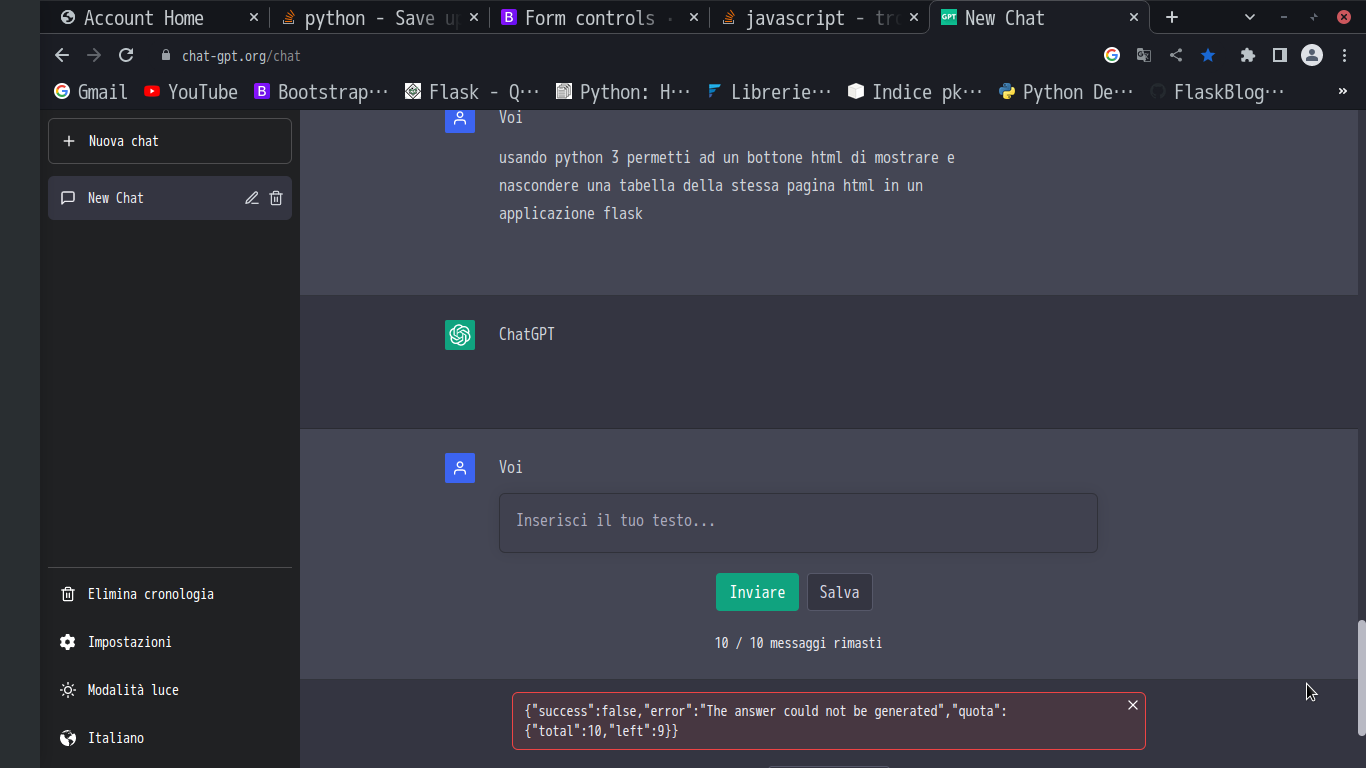 Account Home
python - Save up
Form controls
javascript - tro
GPT New Chat
chat-gpt.org/chat
Gmail YouTube Bootstrap··· Flask - Q··· Python: H··· Librerie··· Indice pk··· Python De··· FlaskBlog··· »
Nuova chat
New Chat
Voi
usando python 3 permetti ad un bottone html di mostrare e
nascondere una tabella della stessa pagina html in un
applicazione flask
ChatGPT
Voi
Inserisci il tuo testo...
Inviare Salva
10 / 10 messaggi rimasti
{"success":false,"error":"The answer could not be generated","quota":
{"total":10,"left":9}}
Elimina cronologia
Impostazioni
Modalità luce
Italiano